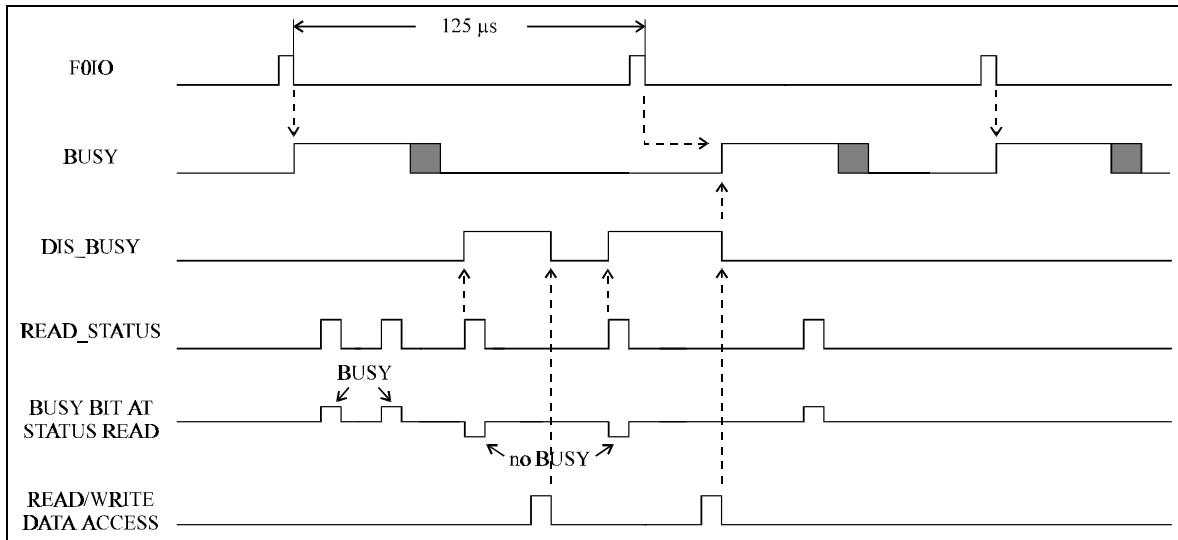 125 µs
F0IO
BUSY
DIS_BUSY
READ_STATUS
BUSY
BUSY BIT AT
STATUS READ
no BUSY
READ/WRITE
DATA ACCESS